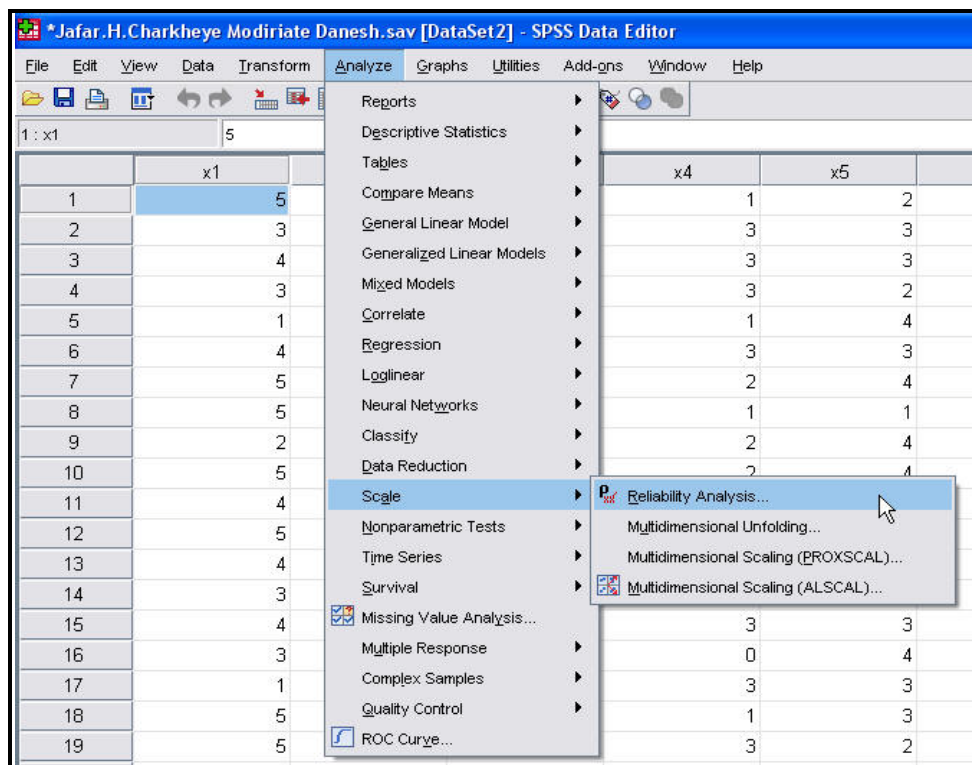 *Jafar.H.Charkheye Modiriate Danesh.sav [DataSet2] - SPSS Data Editor
File Edit View Data Transform Analyze Graphs Utilities Add-ons Window Help
1 : x1 5
x1 x4 x5
1 5 1 2
2 3 3 3
3 4 3 3
4 3 3 2
5 1 1 4
6 4 3 3
7 5 2 4
8 5 1 1
9 2 2 4
10 5 2 4
11 4
12 5
13 4
14 3
15 4 3 3
16 3 0 4
17 1 3 3
18 5 1 3
19 5 3 2
Reports
Descriptive Statistics
Tables
Compare Means
General Linear Model
Generalized Linear Models
Mixed Models
Correlate
Regression
Loglinear
Neural Networks
Classify
Data Reduction
Scale
Nonparametric Tests
Time Series
Survival
Missing Value Analysis...
Multiple Response
Complex Samples
Quality Control
ROC Curve...
Reliability Analysis...
Multidimensional Unfolding...
Multidimensional Scaling (PROXSCAL)...
Multidimensional Scaling (ALSCAL)...